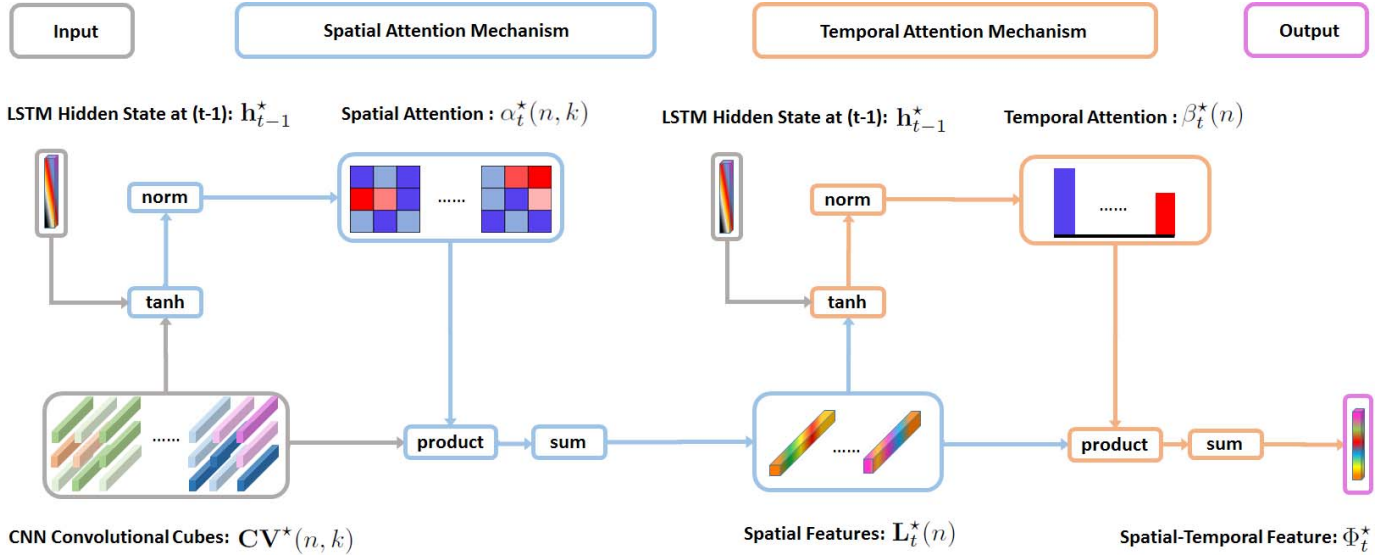 Input Spatial Attention Mechanism Temporal Attention Mechanism Output
LSTM Hidden State at (t-1): h⋆t−1 Spatial Attention : α⋆t(n, k) LSTM Hidden State at (t-1): h⋆t−1 Temporal Attention : β⋆t(n)
norm ...... norm ......
tanh tanh
...... product sum ...... product sum
CNN Convolutional Cubes: CV⋆(n, k) Spatial Features: L⋆t(n) Spatial-Temporal Feature: Φ⋆t